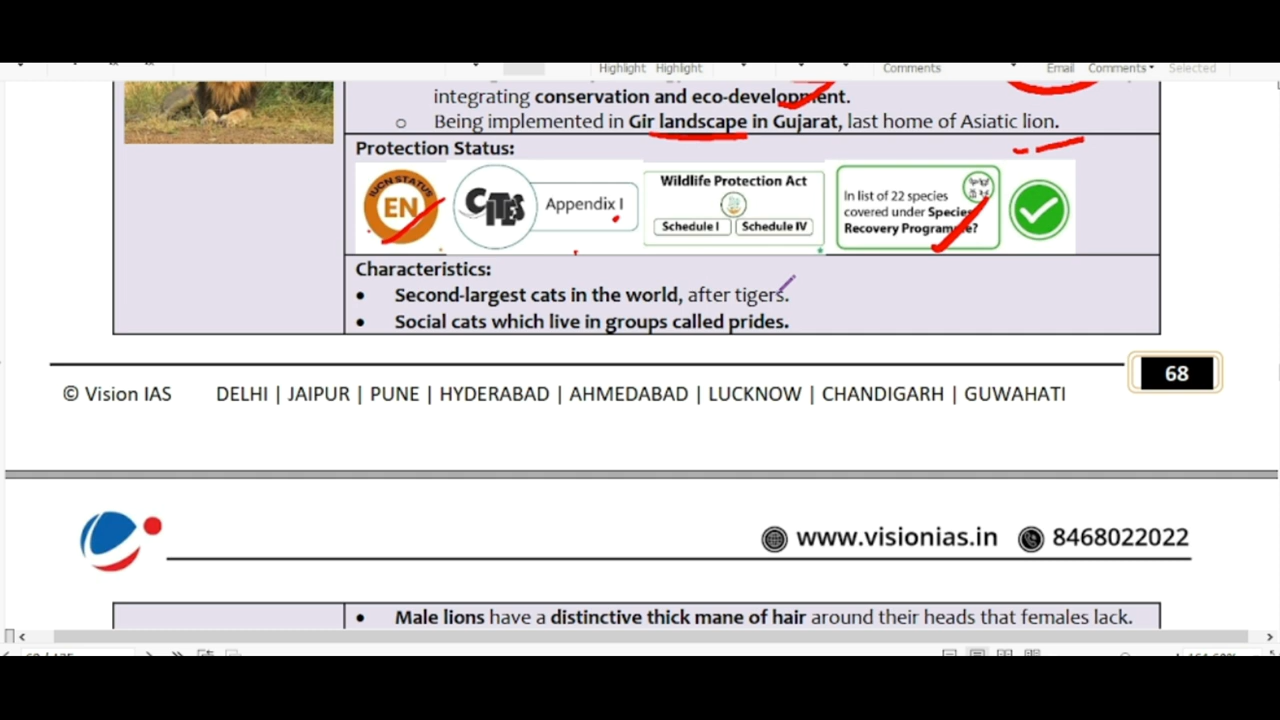 Highlight Highlight Comments Email Comments Selected
integrating conservation and eco-development.
o Being implemented in Gir landscape in Gujarat, last home of Asiatic lion.
Protection Status:
IUCN STATUS
EN
CITES
Appendix I
Wildlife Protection Act
Schedule I Schedule IV
In list of 22 species
covered under Species
Recovery Programme?
Characteristics:
• Second-largest cats in the world, after tigers.
• Social cats which live in groups called prides.
68
© Vision IAS DELHI | JAIPUR | PUNE | HYDERABAD | AHMEDABAD | LUCKNOW | CHANDIGARH | GUWAHATI
www.visionias.in 8468022022
• Male lions have a distinctive thick mane of hair around their heads that females lack.